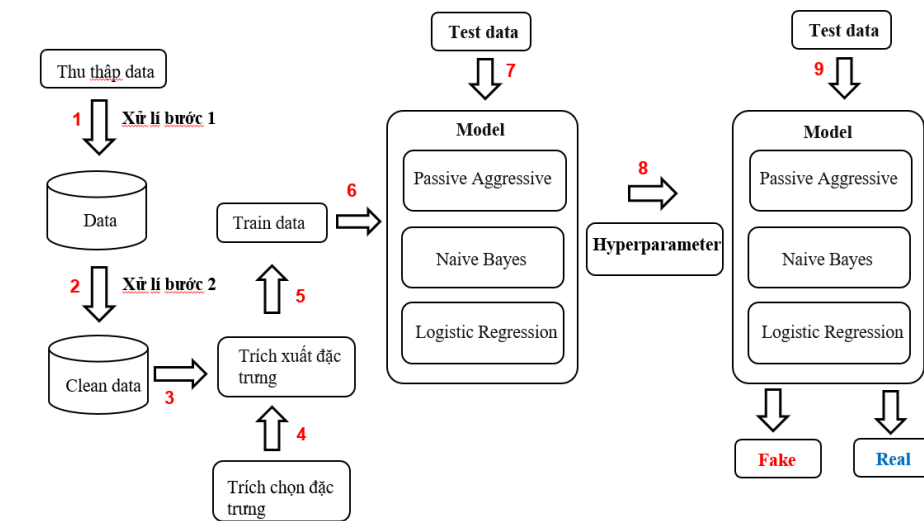 Thu thập data
1
Xử lí bước 1
Data
2
Xử lí bước 2
Clean data
3
Trích xuất đặc
trưng
4
Trích chọn đặc
trưng
5
Train data
6
Test data
7
Model
Passive Aggressive
Naive Bayes
Logistic Regression
8
Hyperparameter
Test data
9
Model
Passive Aggressive
Naive Bayes
Logistic Regression
Fake
Real